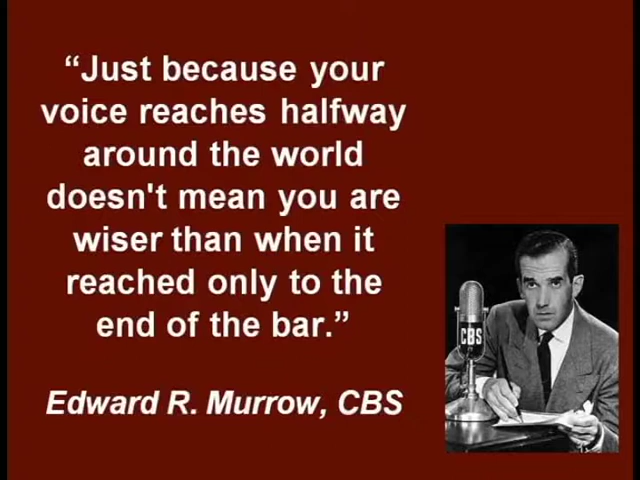 “Just because your
voice reaches halfway
around the world
doesn't mean you are
wiser than when it
reached only to the
end of the bar.”
Edward R. Murrow, CBS
CBS